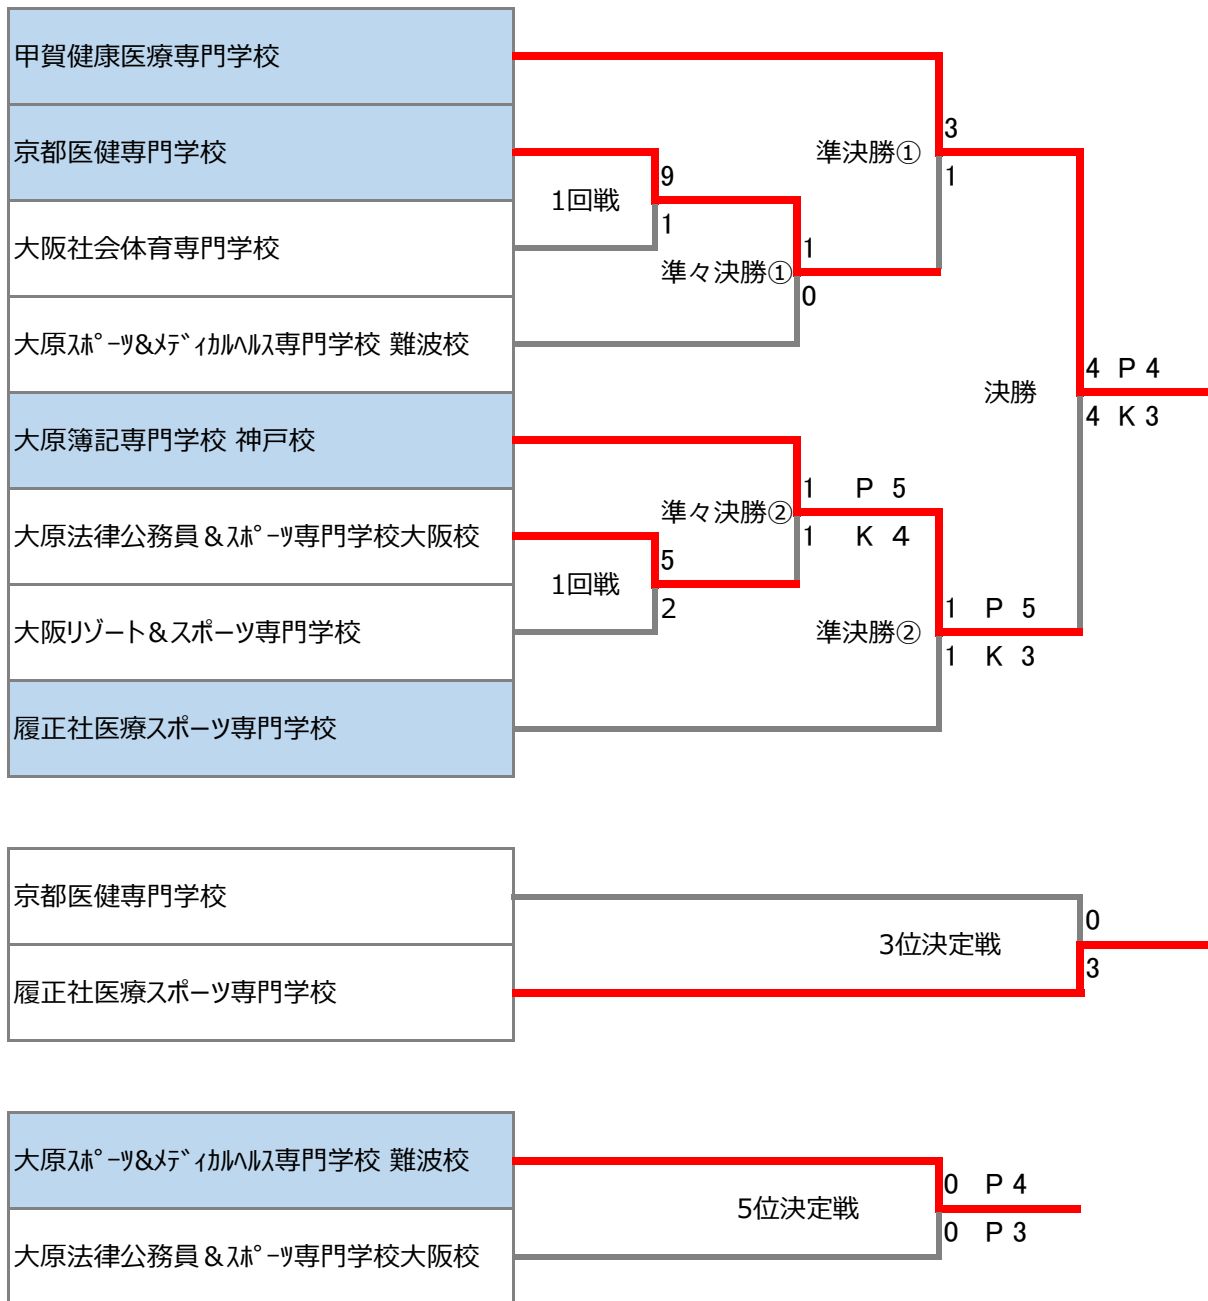 甲賀健康医療専門学校
3
京都医健専門学校
準決勝①
9
1
1回戦
1
大阪社会体育専門学校
1
準々決勝①
0
大原ｽﾎﾟｰﾂ&ﾒﾃﾞｨｶﾙﾍﾙｽ専門学校 難波校
4 P 4
決勝
4 K 3
大原簿記専門学校 神戸校
1 P 5
準々決勝②
1 K 4
大原法律公務員＆ｽﾎﾟｰﾂ専門学校大阪校
5
1回戦
2
1 P 5
大阪ﾘｿﾞｰﾄ＆スポーツ専門学校
準決勝②
1 K 3
履正社医療スポーツ専門学校
京都医健専門学校
0
3位決定戦
3
履正社医療スポーツ専門学校
大原ｽﾎﾟｰﾂ&ﾒﾃﾞｨｶﾙﾍﾙｽ専門学校 難波校
0 P 4
5位決定戦
0 P 3
大原法律公務員＆ｽﾎﾟｰﾂ専門学校大阪校